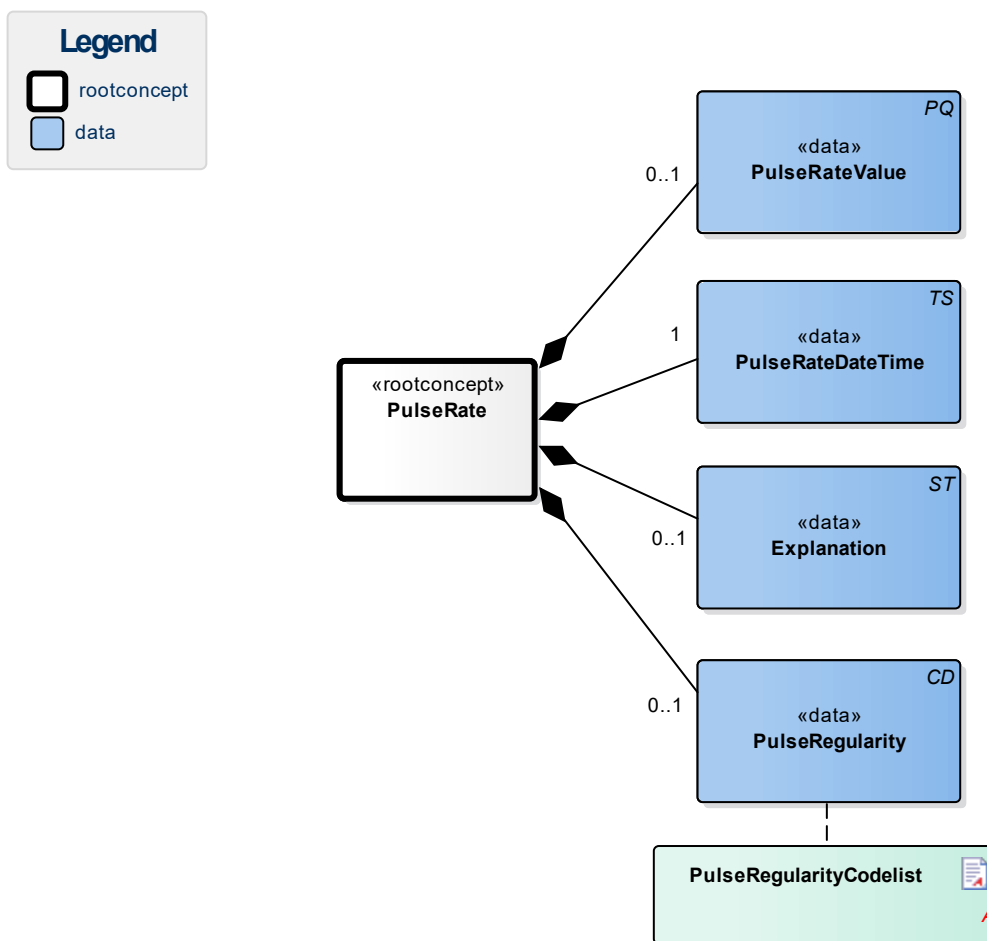 Legend
rootconcept
data
PQ
«data»
PulseRateValue
0..1
TS
«data»
PulseRateDateTime
1
«rootconcept»
PulseRate
ST
«data»
Explanation
0..1
CD
«data»
PulseRegularity
0..1
PulseRegularityCodelist